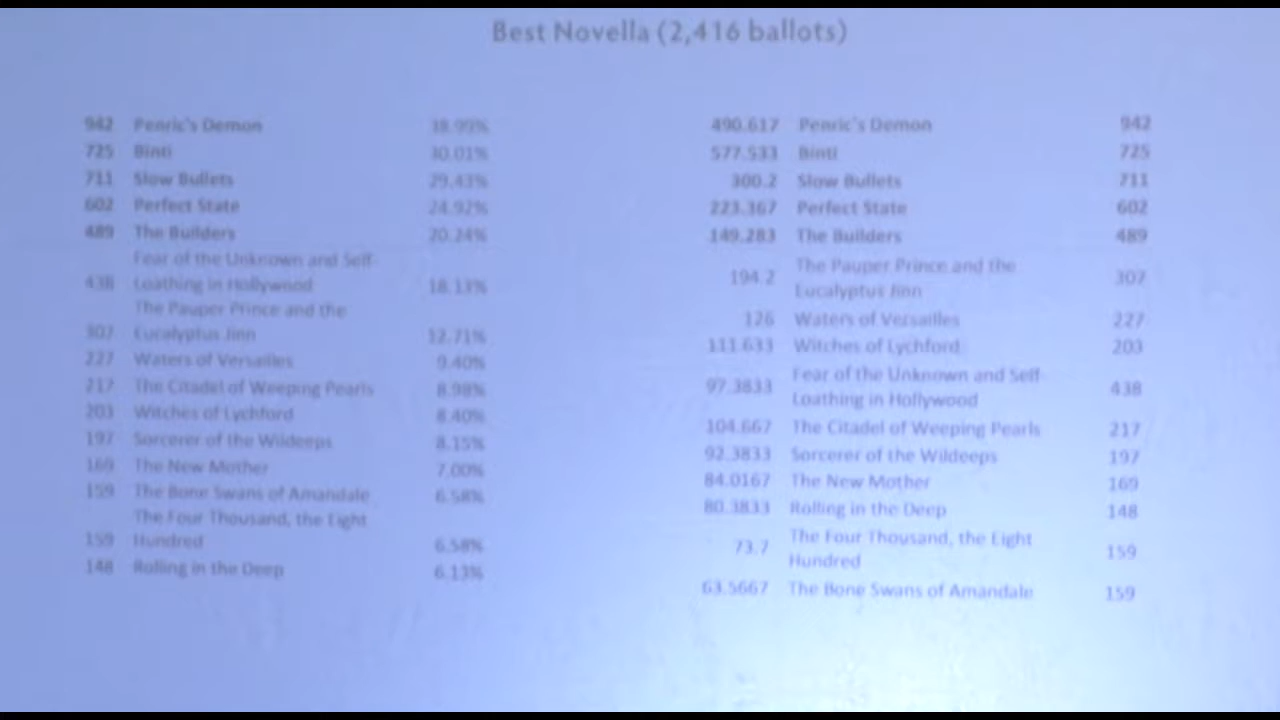 Best Novella (2,416 ballots)
942 Penric's Demon 38.99%
725 Binti 30.01%
711 Slow Bullets 29.43%
602 Perfect State 24.92%
489 The Builders 20.24%
Fear of the Unknown and Self-
438 Loathing in Hollywood 18.13%
The Pauper Prince and the
307 Eucalyptus Jinn 12.71%
227 Waters of Versailles 9.40%
217 The Citadel of Weeping Pearls 8.98%
203 Witches of Lychford 8.40%
197 Sorcerer of the Wildeeps 8.15%
169 The New Mother 7.00%
159 The Bone Swans of Amandale 6.58%
The Four Thousand, the Eight
159 Hundred 6.58%
148 Rolling in the Deep 6.13%
490.617 Penric's Demon 942
577.533 Binti 725
300.2 Slow Bullets 711
223.367 Perfect State 602
149.283 The Builders 489
194.2 The Pauper Prince and the 307
Eucalyptus Jinn
126 Waters of Versailles 227
111.633 Witches of Lychford 203
97.3833 Fear of the Unknown and Self- 438
Loathing in Hollywood
104.667 The Citadel of Weeping Pearls 217
92.3833 Sorcerer of the Wildeeps 197
84.0167 The New Mother 169
80.3833 Rolling in the Deep 148
73.7 The Four Thousand, the Eight 159
Hundred
63.5667 The Bone Swans of Amandale 159